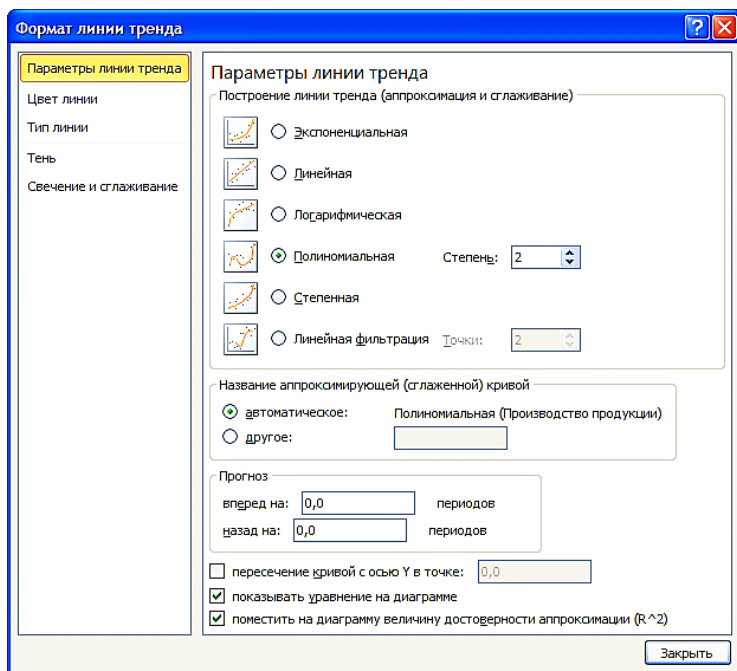 Формат линии тренда
Параметры линии тренда
Цвет линии
Тип линии
Тень
Свечение и сглаживание
Параметры линии тренда
Построение линии тренда (аппроксимация и сглаживание)
Экспоненциальная
Линейная
Логарифмическая
Полиномиальная Степень: 2
Степенная
Линейная фильтрация Точки: 2
Название аппроксимирующей (сглаженной) кривой
автоматическое: Полиномиальная (Производство продукции)
другое:
Прогноз
вперед на: 0,0 периодов
назад на: 0,0 периодов
пересечение кривой с осью Y в точке: 0,0
показывать уравнение на диаграмме
поместить на диаграмму величину достоверности аппроксимации (R^2)
Закрыть